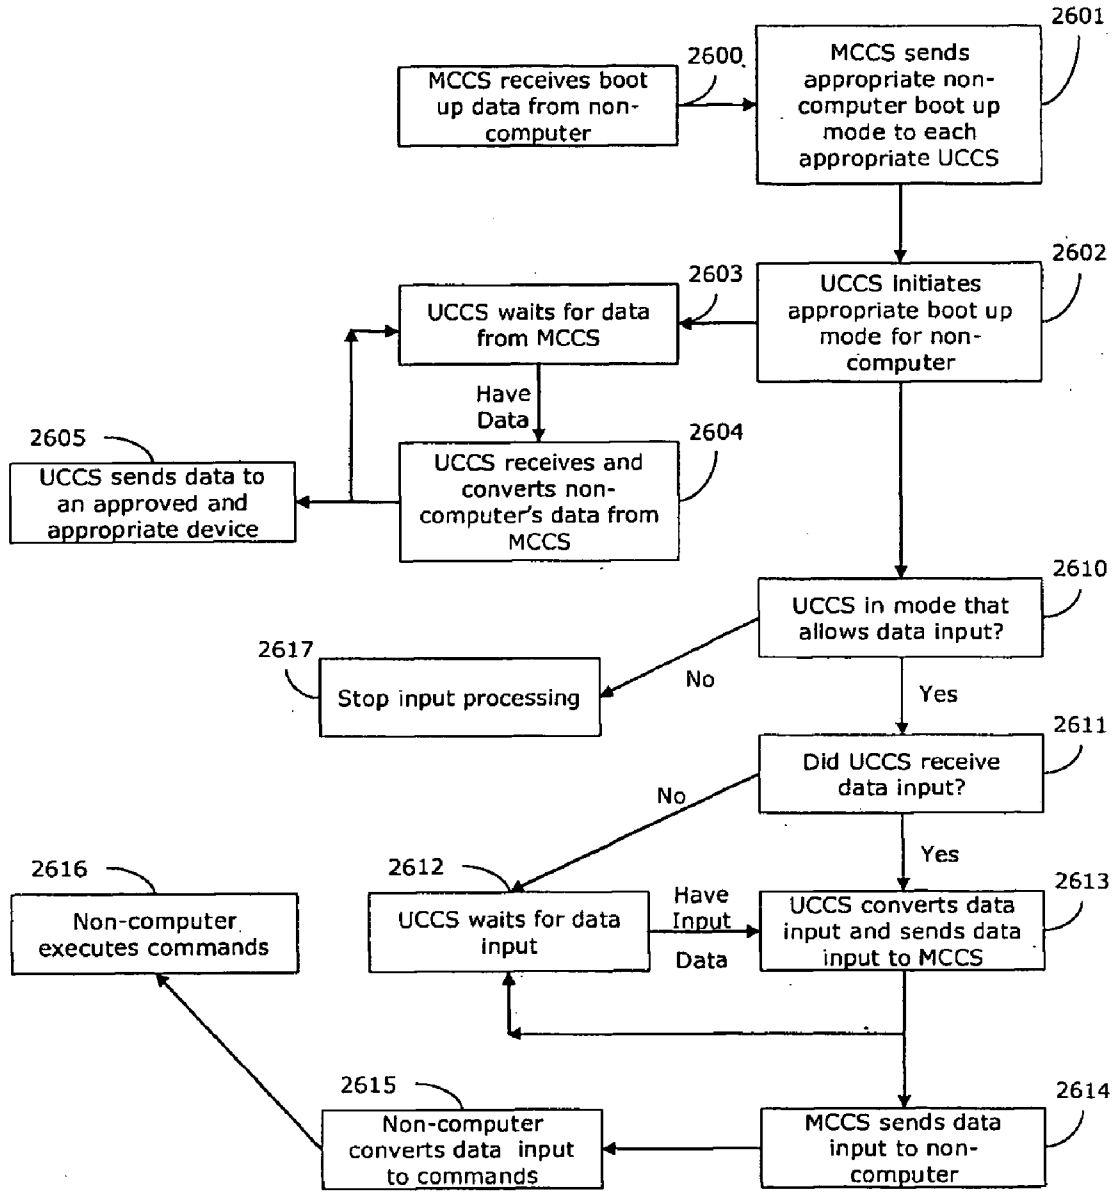 2601
2600
MCCS receives boot
up data from non-
computer
MCCS sends
appropriate non-
computer boot up
mode to each
appropriate UCCS
2602
2603
UCCS waits for data
from MCCS
UCCS initiates
appropriate boot up
mode for non-
computer
Have
Data
2605
2604
UCCS sends data to
an approved and
appropriate device
UCCS receives and
converts non-
computer's data from
MCCS
2610
UCCS in mode that
allows data input?
2617
No
Stop input processing
Yes
2611
Did UCCS receive
data input?
No
Yes
2616
2612
2613
Non-computer
executes commands
UCCS waits for data
input
Have
Input
Data
UCCS converts data
input and sends data
input to MCCS
2615
2614
Non-computer
converts data input
to commands
MCCS sends data
input to non-
computer